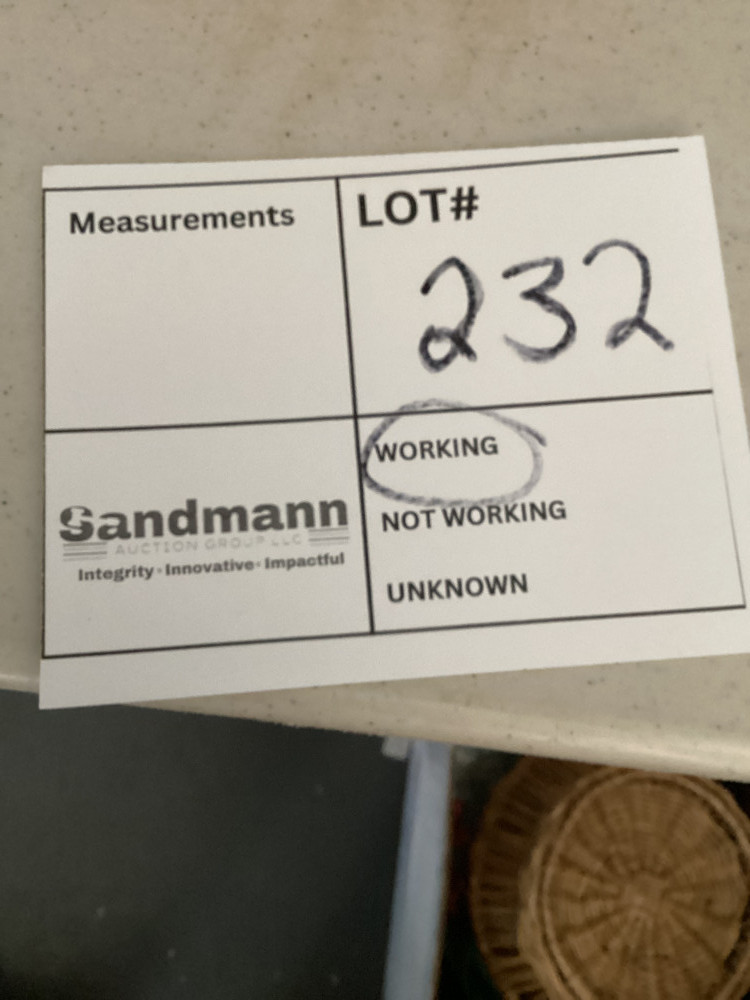 Measurements
LOT#
232
WORKING
NOT WORKING
UNKNOWN
Sandmann
AUCTION GROUP LLC
Integrity • Innovative • Impactful